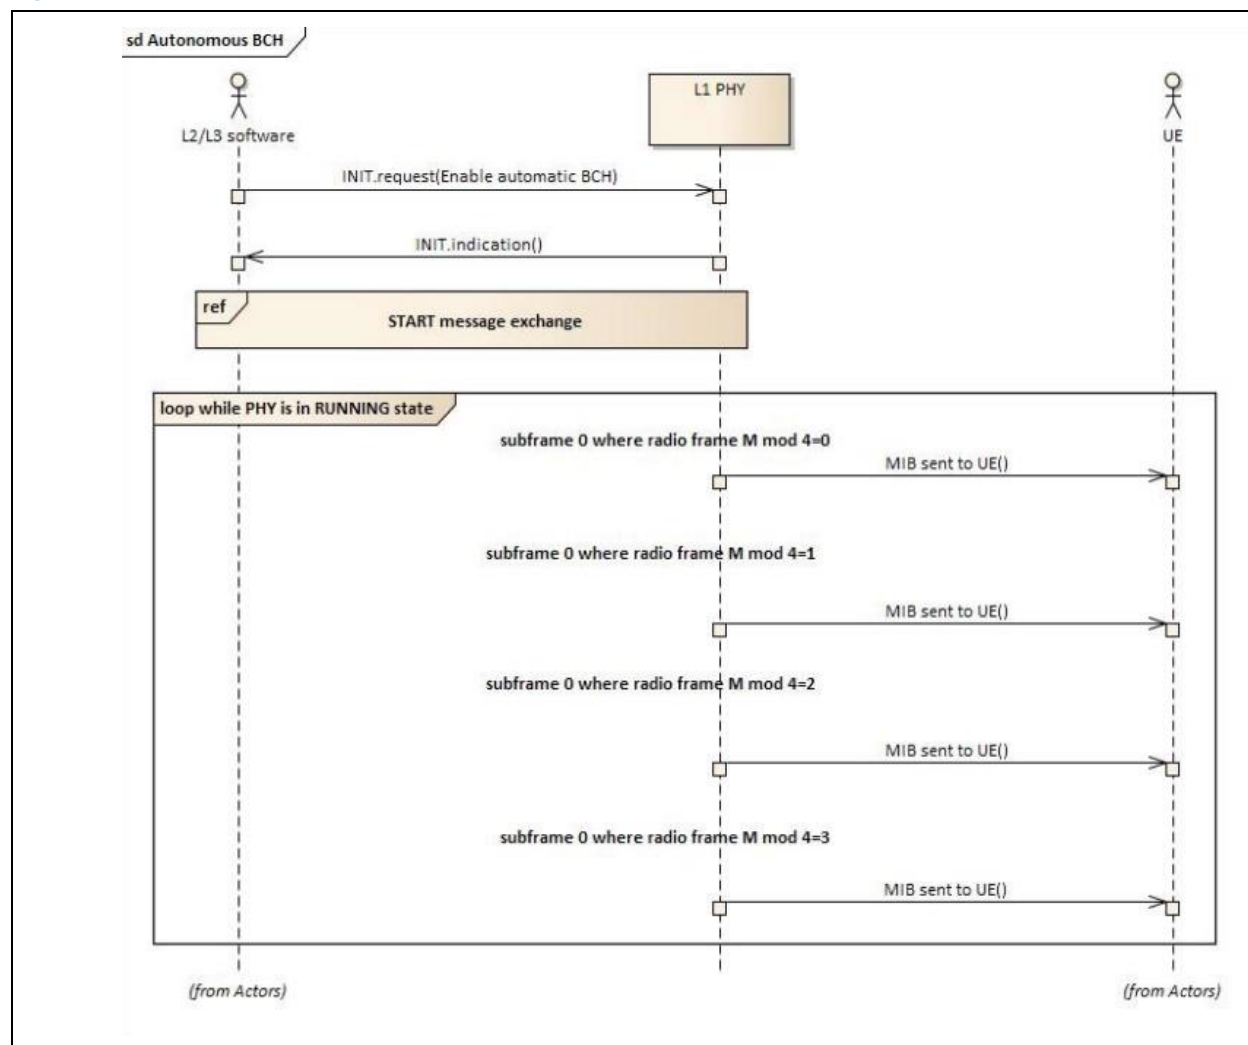 sd Autonomous BCH
L2/L3 software
L1 PHY
UE
INIT.request(Enable automatic BCH)
INIT.indication()
ref
START message exchange
loop while PHY is in RUNNING state
subframe 0 where radio frame M mod 4=0
MIB sent to UE()
subframe 0 where radio frame M mod 4=1
MIB sent to UE()
subframe 0 where radio frame M mod 4=2
MIB sent to UE()
subframe 0 where radio frame M mod 4=3
MIB sent to UE()
(from Actors)
(from Actors)